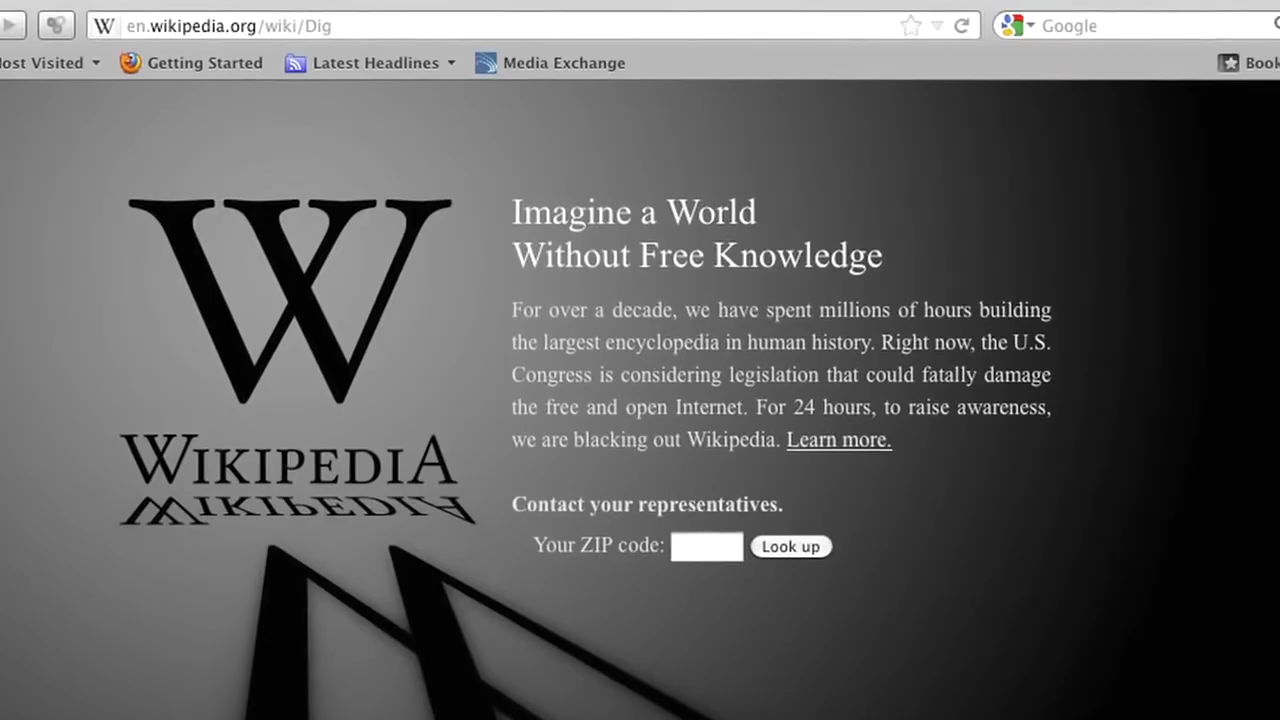 W en.wikipedia.org/wiki/Dig Google
Most Visited Getting Started Latest Headlines Media Exchange Book
W
Imagine a World
Without Free Knowledge
For over a decade, we have spent millions of hours building
the largest encyclopedia in human history. Right now, the U.S.
Congress is considering legislation that could fatally damage
the free and open Internet. For 24 hours, to raise awareness,
we are blacking out Wikipedia. Learn more.
WIKIPEDIA
Contact your representatives.
Your ZIP code: Look up